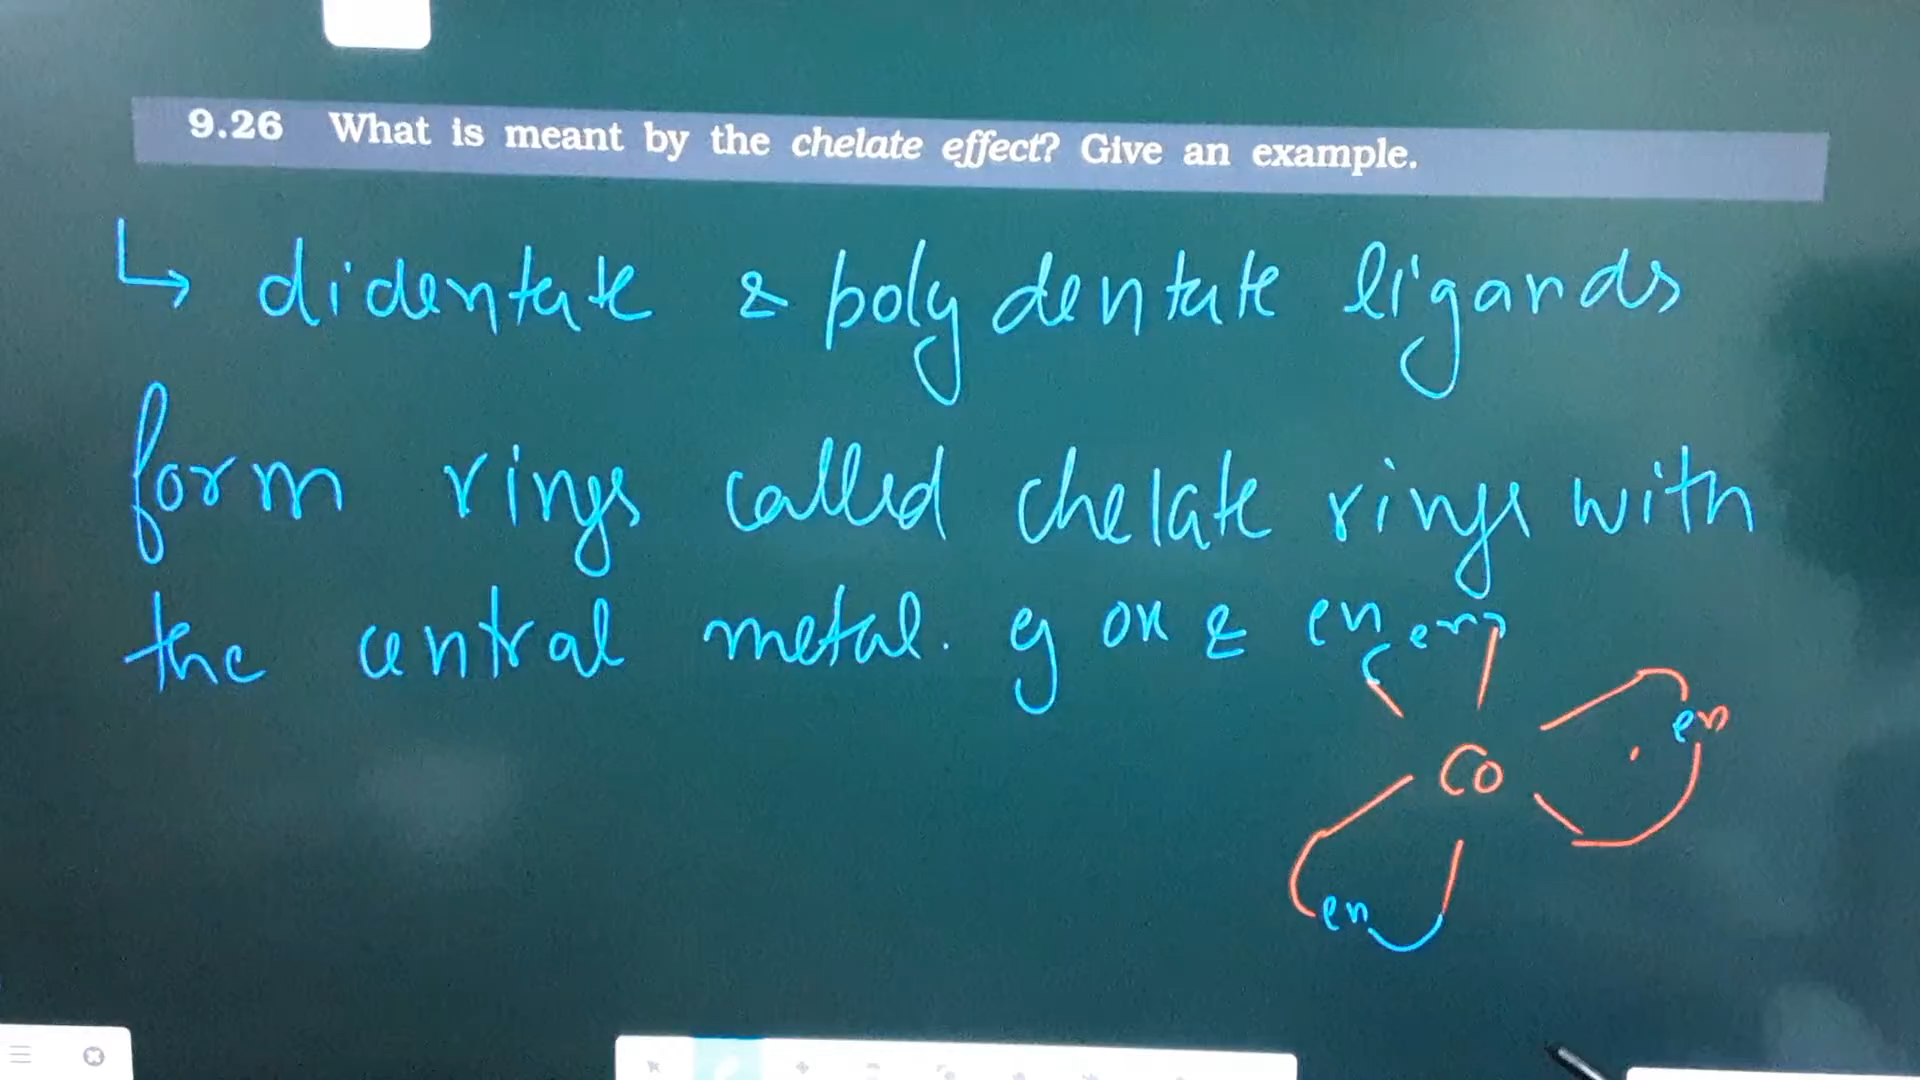 9.26 What is meant by the chelate effect? Give an example.
↳ didentate & polydentate ligands
form rings called chelate rings with
the central metal. eg ox & en
en
en
Co
en